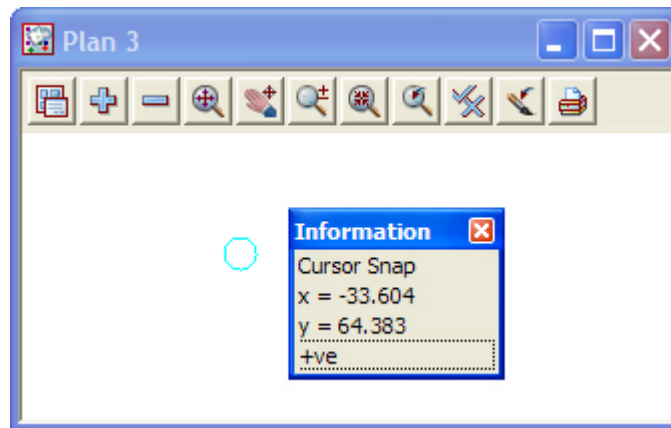 Plan 3
Information
Cursor Snap
x = -33.604
y = 64.383
+ve